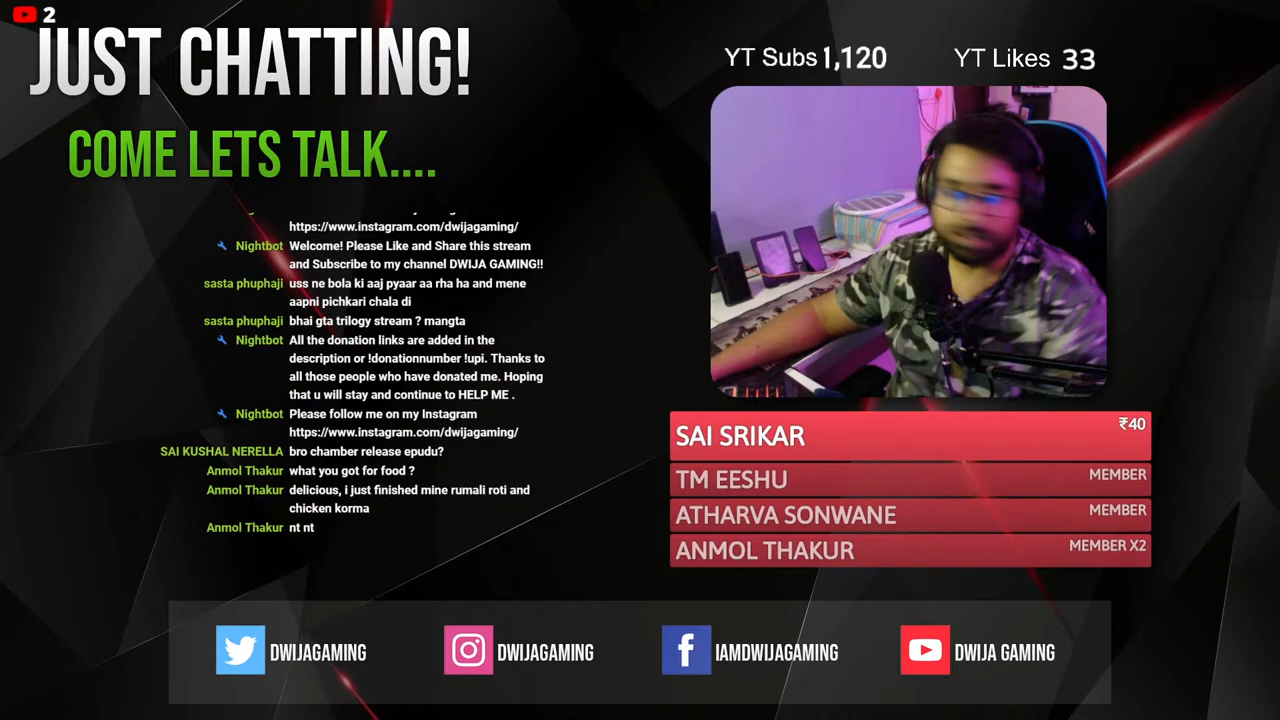 2
JUST CHATTING!
COME LETS TALK....
YT Subs 1,120
YT Likes 33
https://www.instagram.com/dwijagaming/
Nightbot Welcome! Please Like and Share this stream
and Subscribe to my channel DWIJA GAMING!!
sasta phuphaji uss ne bola ki aaj pyaar aa rha ha and mene
aapni pichkari chala di
sasta phuphaji bhai gta trilogy stream ? mangta
Nightbot All the donation links are added in the
description or !donationnumber !upi. Thanks to
all those people who have donated me. Hoping
that u will stay and continue to HELP ME .
Nightbot Please follow me on my Instagram
https://www.instagram.com/dwijagaming/
SAI KUSHAL NERELLA bro chamber release epudu?
Anmol Thakur what you got for food ?
Anmol Thakur delicious, i just finished mine rumali roti and
chicken korma
Anmol Thakur nt nt
SAI SRIKAR ₹40
TM EESHU MEMBER
ATHARVA SONWANE MEMBER
ANMOL THAKUR MEMBER X2
DWIJAGAMING
DWIJAGAMING
IAMDWIJAGAMING
DWIJA GAMING